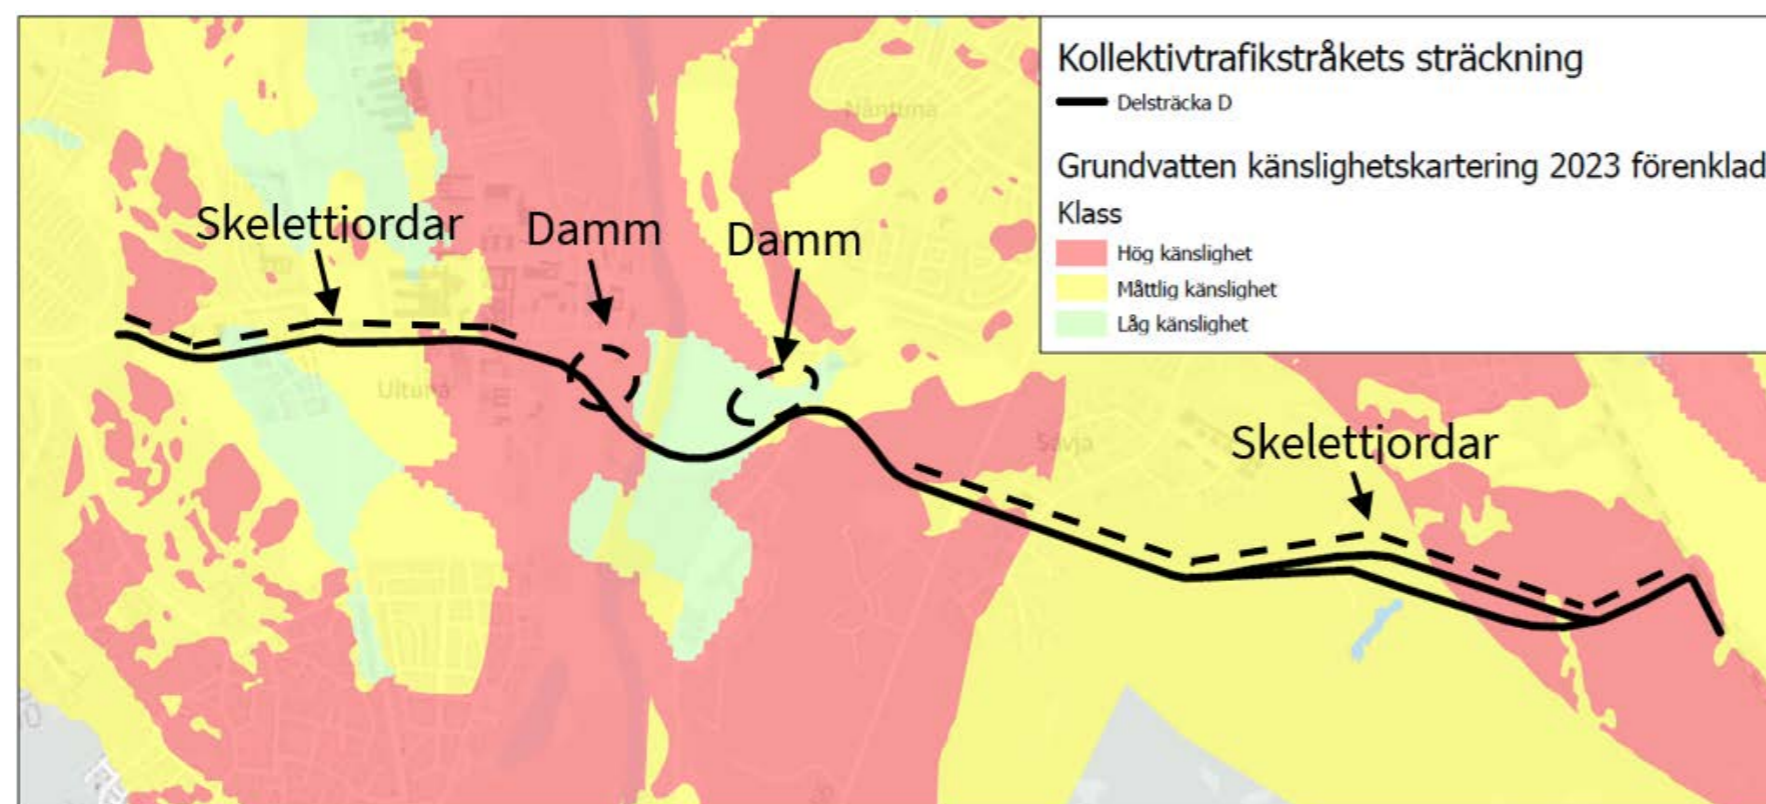 Kollektivtrafikstråkets sträckning
Delsträcka D
Grundvatten känslighetskartering 2023 förenklad
Klass
Hög känslighet
Måttlig känslighet
Låg känslighet
Nåntuna
Skelettjordar
Damm
Damm
Ultuna
Sävja
Skelettjordar